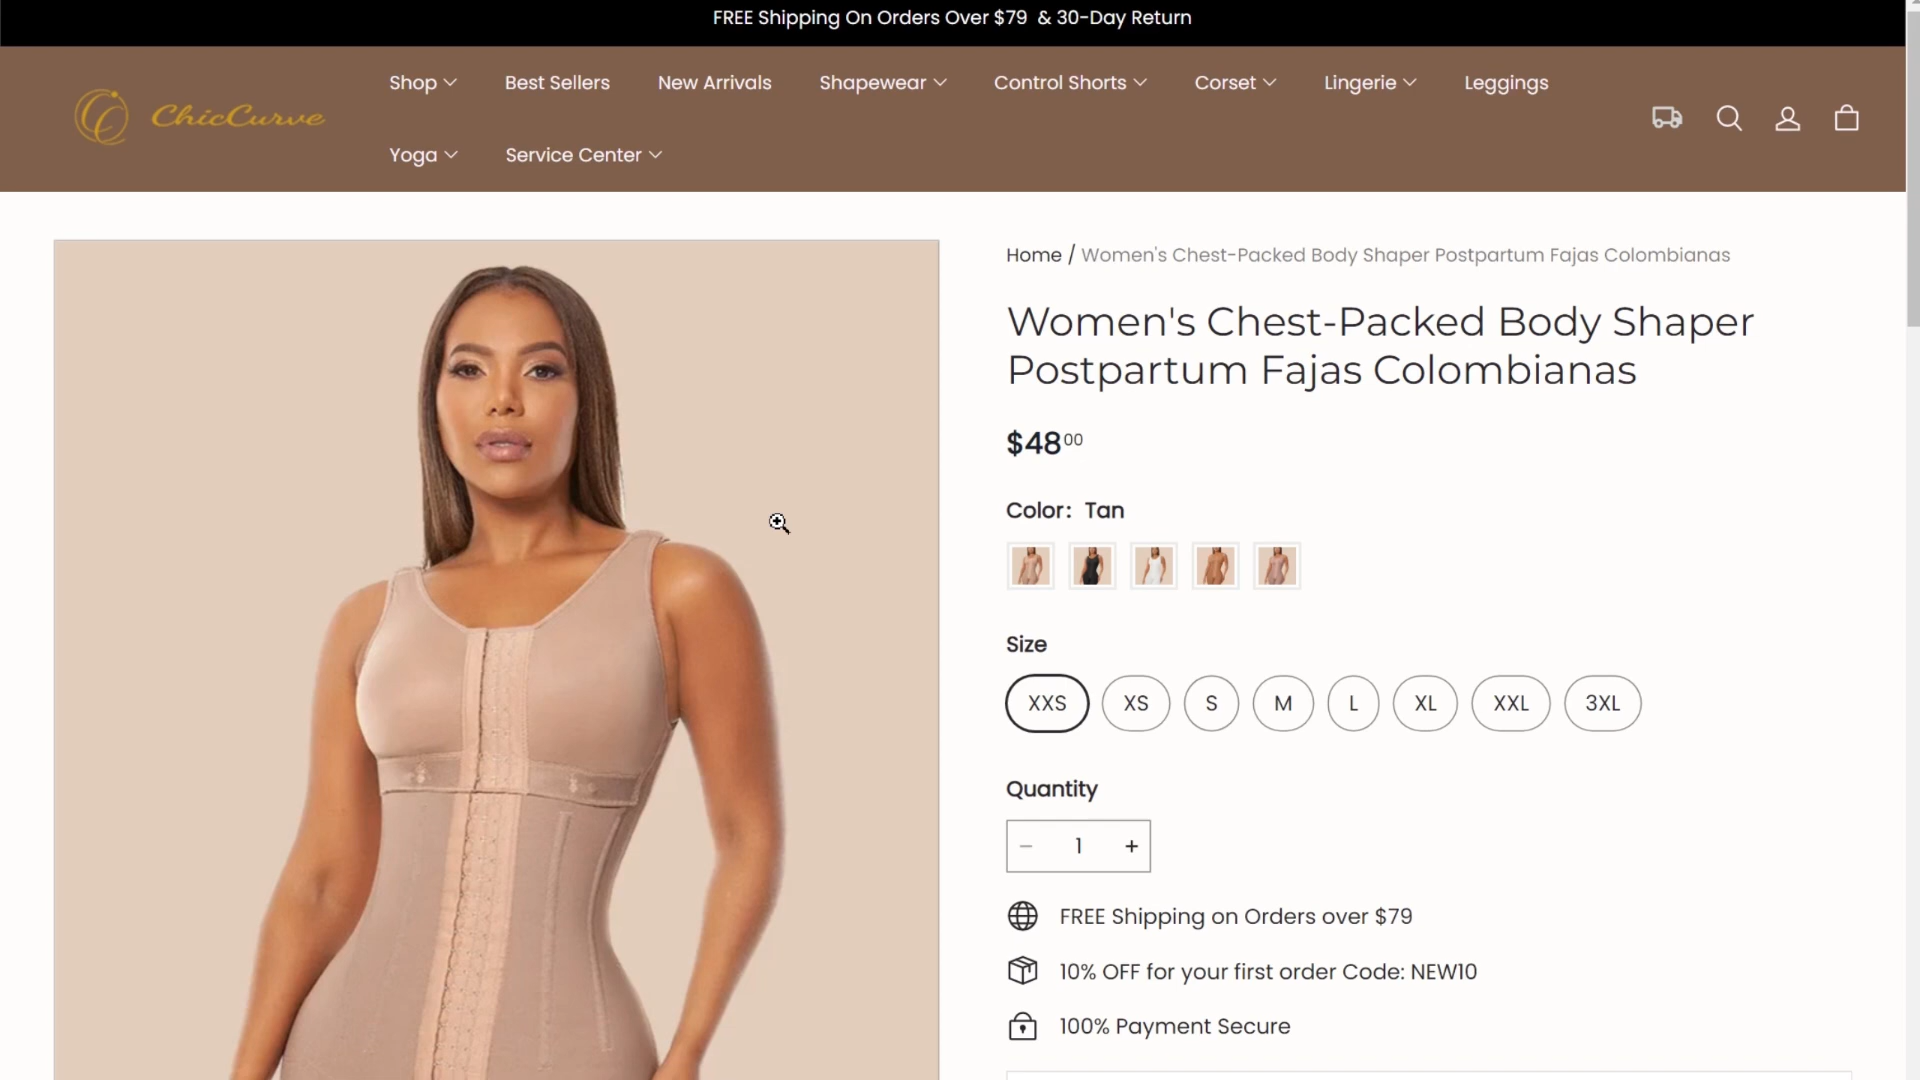 FREE Shipping On Orders Over $79 & 30-Day Return
ChicCurve
Shop
Best Sellers
New Arrivals
Shapewear
Control Shorts
Corset
Lingerie
Leggings
Yoga
Service Center
Home / Women's Chest-Packed Body Shaper Postpartum Fajas Colombianas
Women's Chest-Packed Body Shaper
Postpartum Fajas Colombianas
$48 00
Color: Tan
Size
XXS
XS
S
M
L
XL
XXL
3XL
Quantity
− 1 +
FREE Shipping on Orders over $79
10% OFF for your first order Code: NEW10
100% Payment Secure